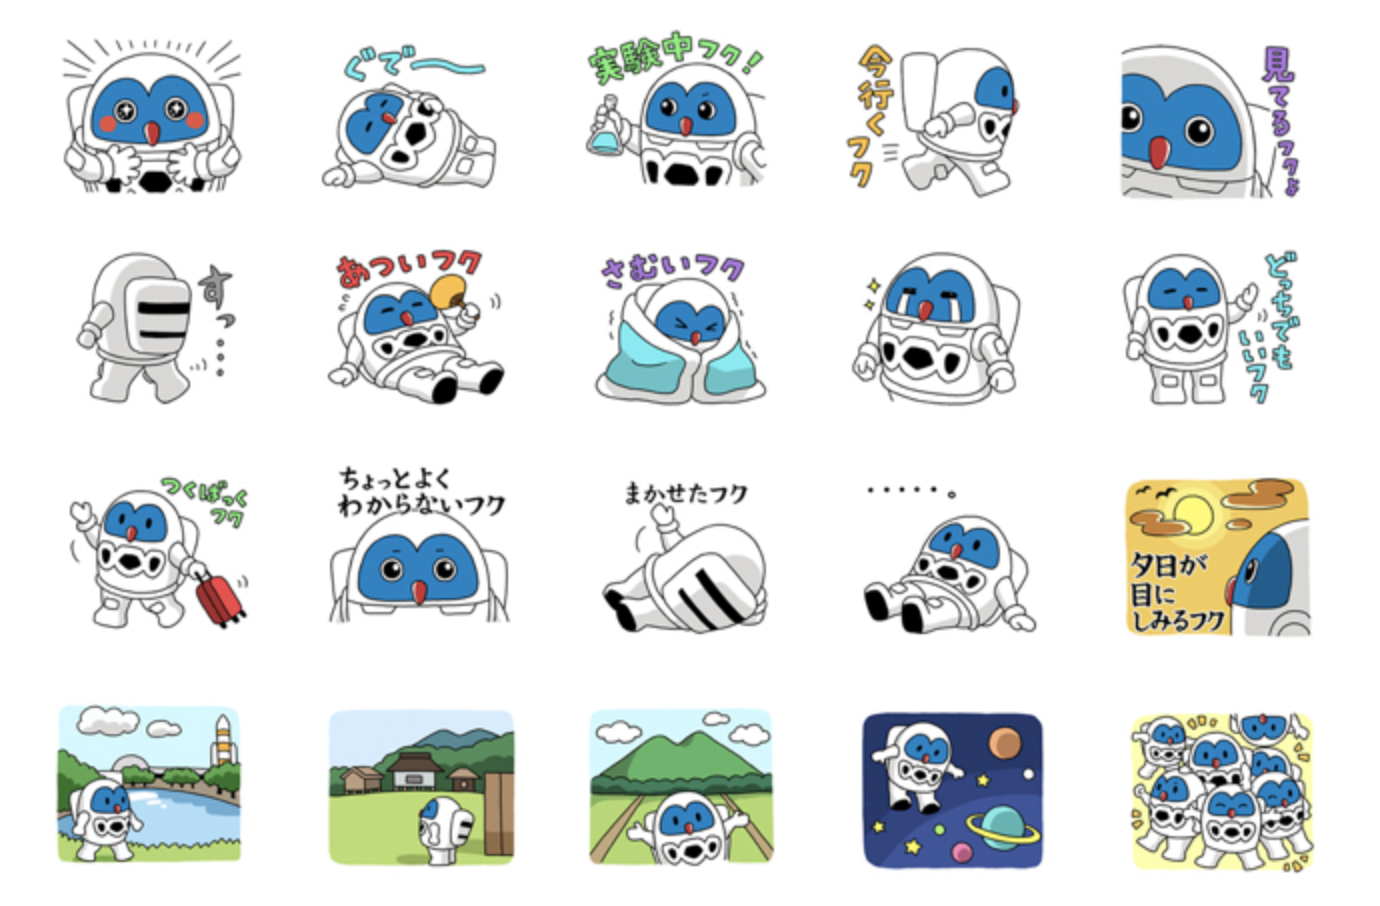 ぐで〜
実験中フク!
今行くフク
見てるフクよ
すっ……
あついフク
さむいフク
どっちでも
いいフク
つくばっく
フク
ちょっとよく
わからないフク
まかせたフク
・・・・・。
夕日が
目に
しみるフク